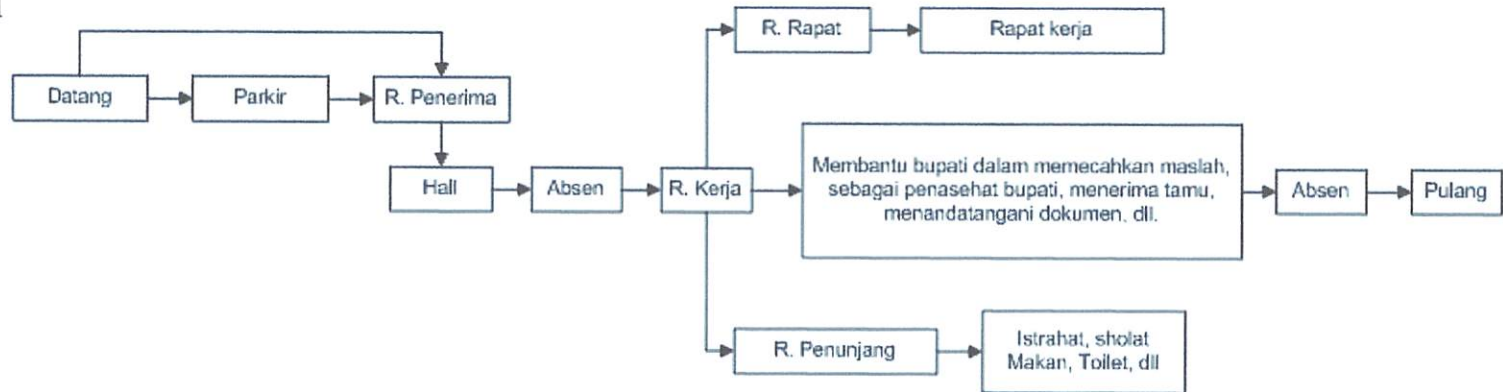 R. Rapat
Rapat kerja
Datang
Parkir
R. Penerima
Hall
Absen
R. Kerja
Membantu bupati dalam memecahkan maslah,
sebagai penasehat bupati, menerima tamu,
menandatangani dokumen, dll.
Absen
Pulang
R. Penunjang
Istrahat, sholat
Makan, Toilet, dll